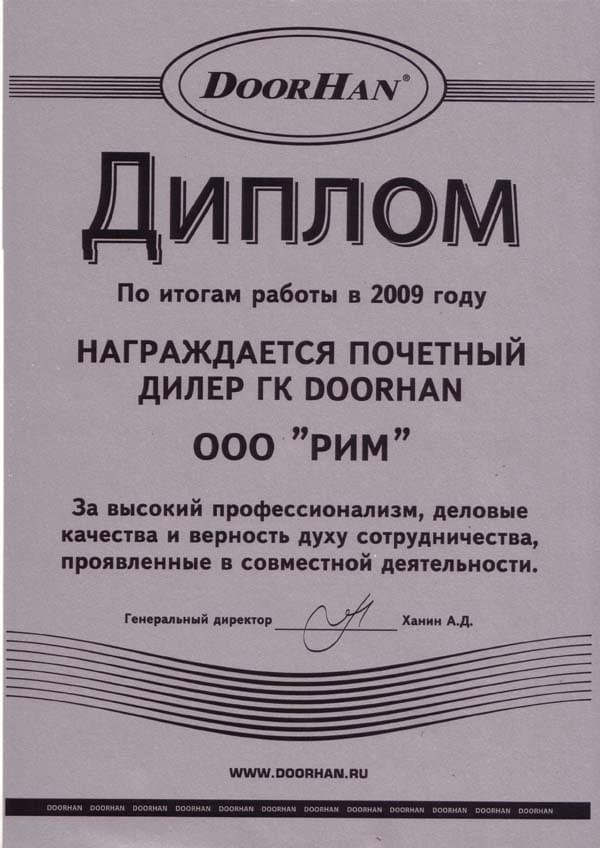 DOORHAN®
ДИПЛОМ
По итогам работы в 2009 году
НАГРАЖДАЕТСЯ ПОЧЕТНЫЙ
ДИЛЕР ГК DOORHAN
ООО "РИМ"
За высокий профессионализм, деловые
качества и верность духу сотрудничества,
проявленные в совместной деятельности.
Генеральный директор Ханин А.Д.
WWW.DOORHAN.RU
DOORHAN DOORHAN DOORHAN DOORHAN DOORHAN DOORHAN DOORHAN DOORHAN DOORHAN DOORHAN DOORHAN DOORHAN